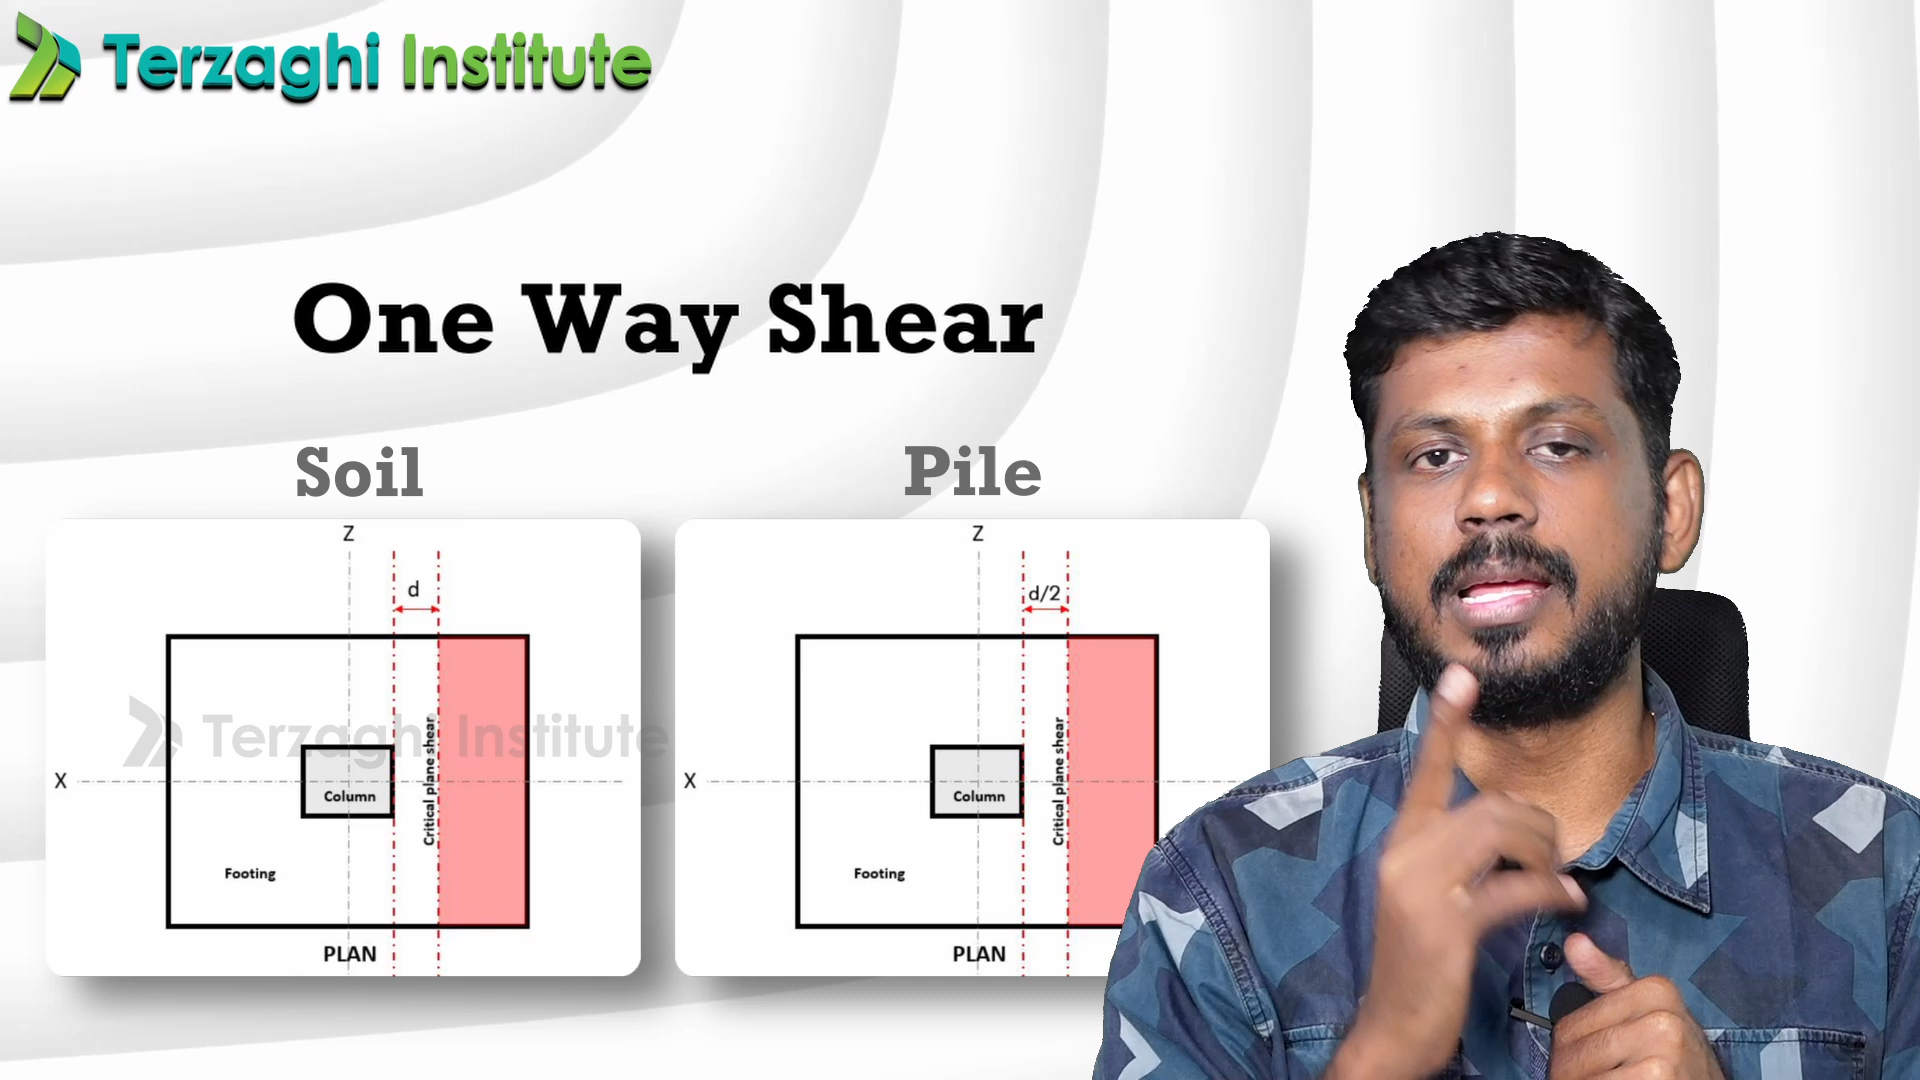 Terzaghi Institute
One Way Shear
Soil
Pile
Z
d
Critical plane shear
X
Column
Footing
PLAN
Terzaghi Institute
Z
d/2
Critical plane shear
X
Column
Footing
PLAN